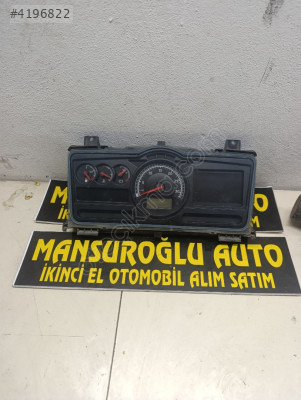 #4196822
MANSUROĞLU AUTO
İKİNCİ EL OTOMOBİL ALIM SATIM